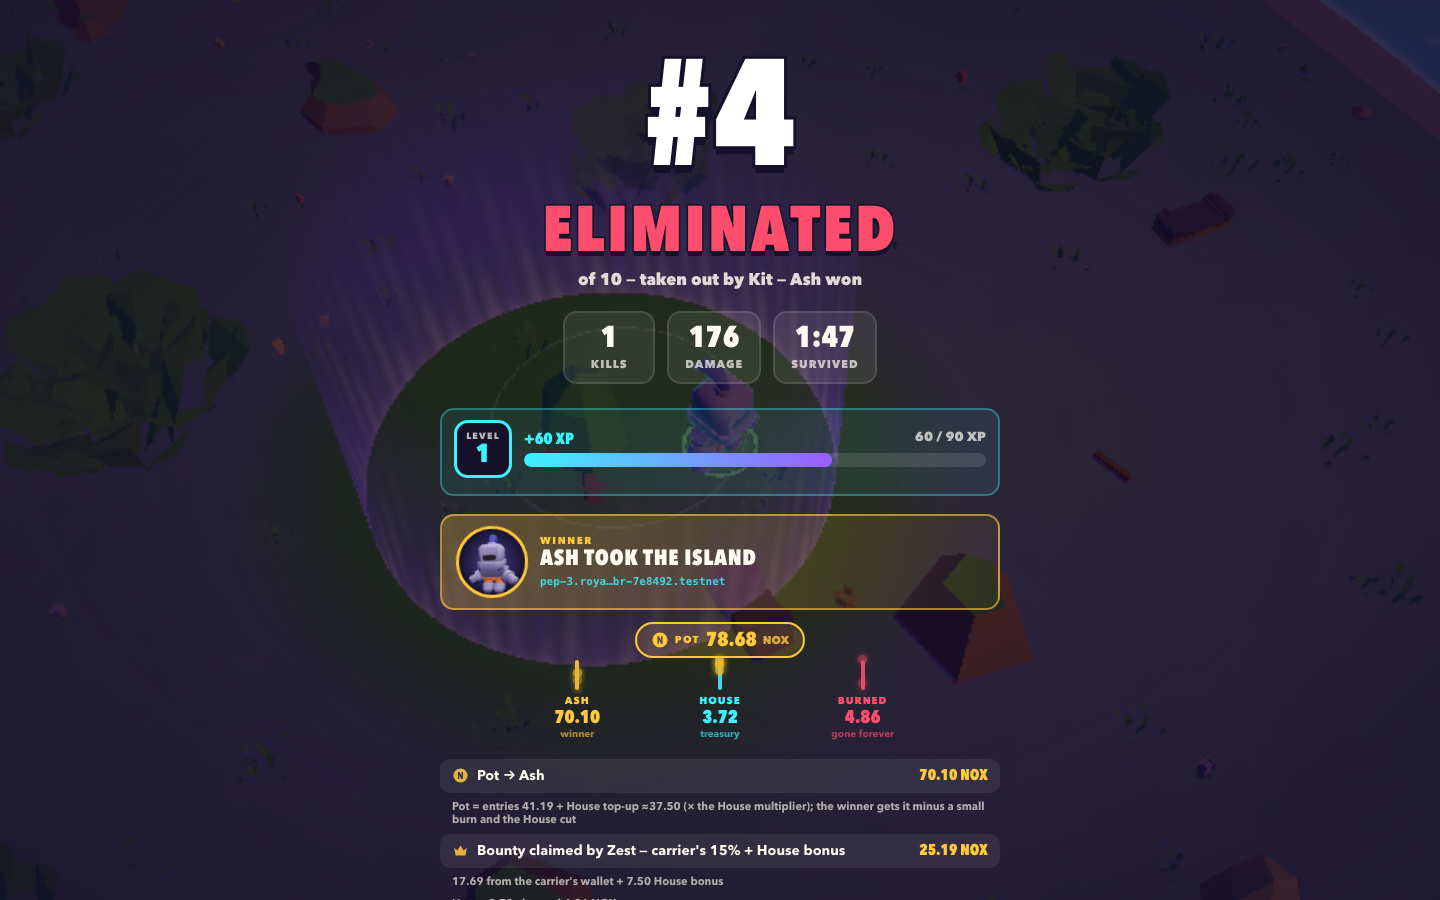 #4
ELIMINATED
of 10 – taken out by Kit – Ash won
1 176 1:47
KILLS DAMAGE SURVIVED
LEVEL
1
+60 XP 60 / 90 XP
WINNER
ASH TOOK THE ISLAND
pep-3.roya…br-7e8492.testnet
N POT 78.68 NOX
ASH HOUSE BURNED
70.10 3.72 4.86
winner treasury gone forever
N Pot → Ash 70.10 NOX
Pot = entries 41.19 + House top-up ≈37.50 (× the House multiplier); the winner gets it minus a small
burn and the House cut
Bounty claimed by Zest – carrier's 15% + House bonus 25.19 NOX
17.69 from the carrier's wallet + 7.50 House bonus